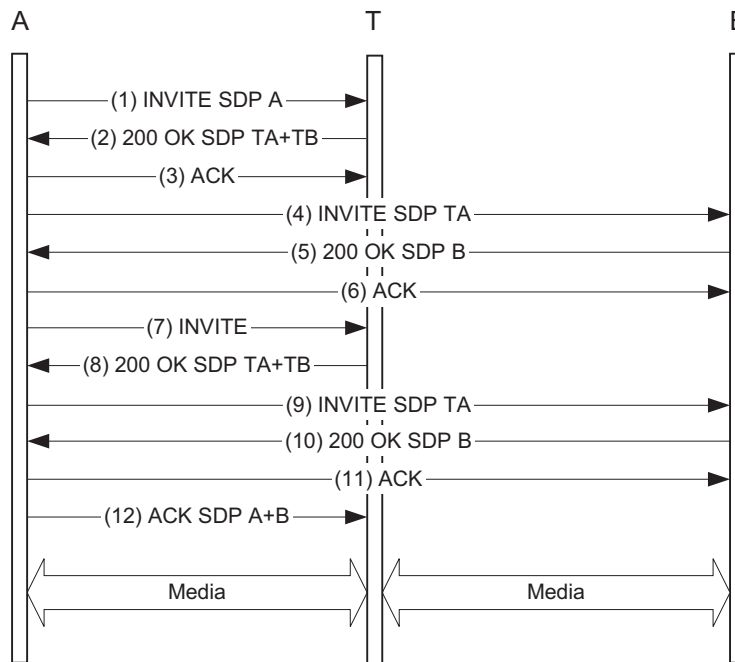 A
T
(1) INVITE SDP A
(2) 200 OK SDP TA+TB
(3) ACK
(4) INVITE SDP TA
(5) 200 OK SDP B
(6) ACK
(7) INVITE
(8) 200 OK SDP TA+TB
(9) INVITE SDP TA
(10) 200 OK SDP B
(11) ACK
(12) ACK SDP A+B
Media
Media